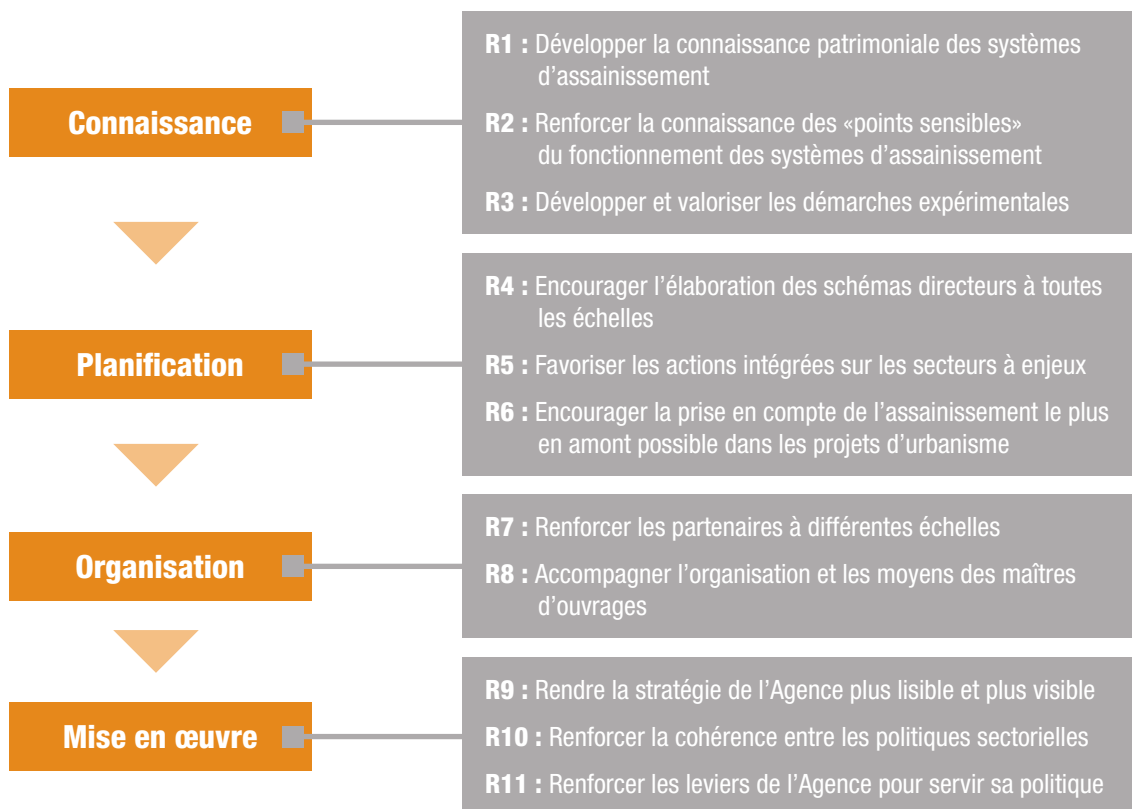 Connaissance
R1 : Développer la connaissance patrimoniale des systèmes
d’assainissement
R2 : Renforcer la connaissance des «points sensibles»
du fonctionnement des systèmes d’assainissement
R3 : Développer et valoriser les démarches expérimentales
Planification
R4 : Encourager l’élaboration des schémas directeurs à toutes
les échelles
R5 : Favoriser les actions intégrées sur les secteurs à enjeux
R6 : Encourager la prise en compte de l’assainissement le plus
en amont possible dans les projets d’urbanisme
Organisation
R7 : Renforcer les partenaires à différentes échelles
R8 : Accompagner l’organisation et les moyens des maîtres
d’ouvrages
Mise en œuvre
R9 : Rendre la stratégie de l’Agence plus lisible et plus visible
R10 : Renforcer la cohérence entre les politiques sectorielles
R11 : Renforcer les leviers de l’Agence pour servir sa politique